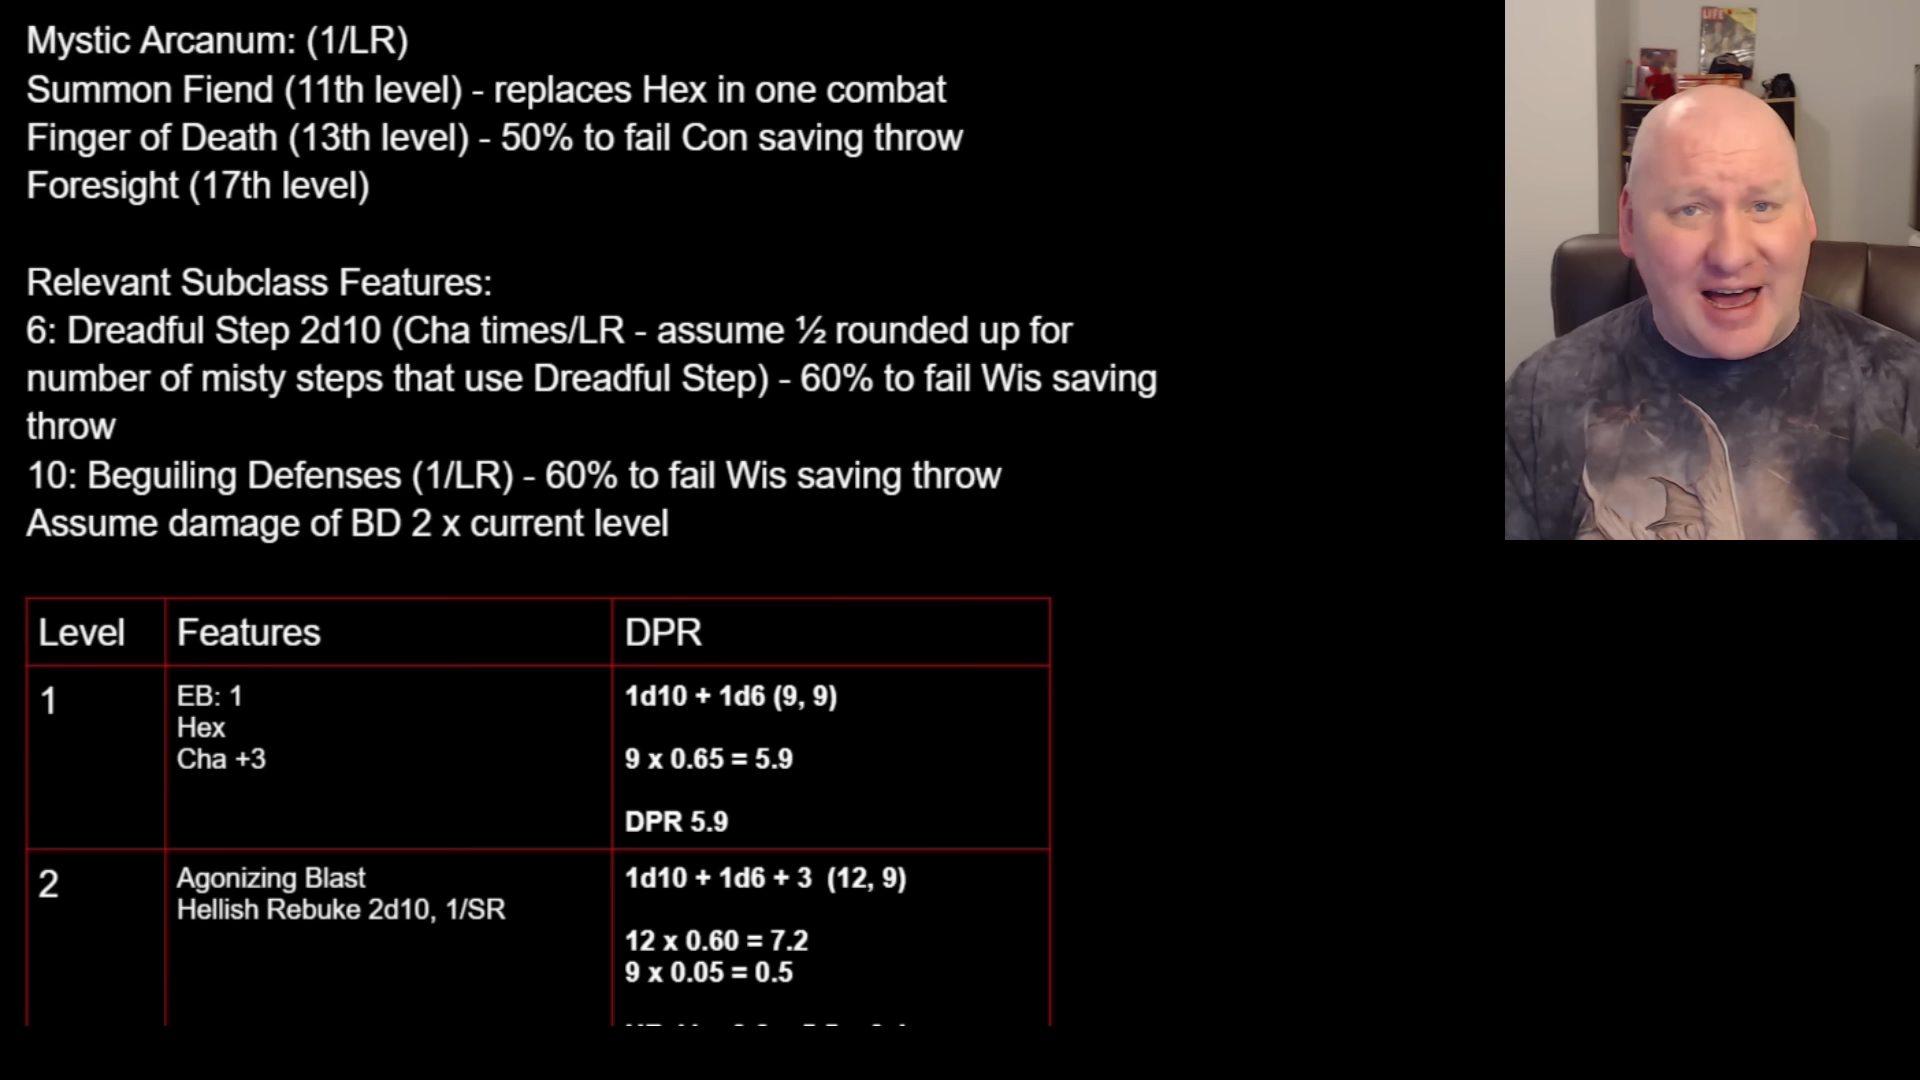 Mystic Arcanum: (1/LR)
Summon Fiend (11th level) - replaces Hex in one combat
Finger of Death (13th level) - 50% to fail Con saving throw
Foresight (17th level)
Relevant Subclass Features:
6: Dreadful Step 2d10 (Cha times/LR - assume ½ rounded up for
number of misty steps that use Dreadful Step) - 60% to fail Wis saving
throw
10: Beguiling Defenses (1/LR) - 60% to fail Wis saving throw
Assume damage of BD 2 x current level
Level Features DPR
1
EB: 1
Hex
Cha +3
1d10 + 1d6 (9, 9)
9 x 0.65 = 5.9
DPR 5.9
2
Agonizing Blast
Hellish Rebuke 2d10, 1/SR
1d10 + 1d6 + 3 (12, 9)
12 x 0.60 = 7.2
9 x 0.05 = 0.5
LIFE